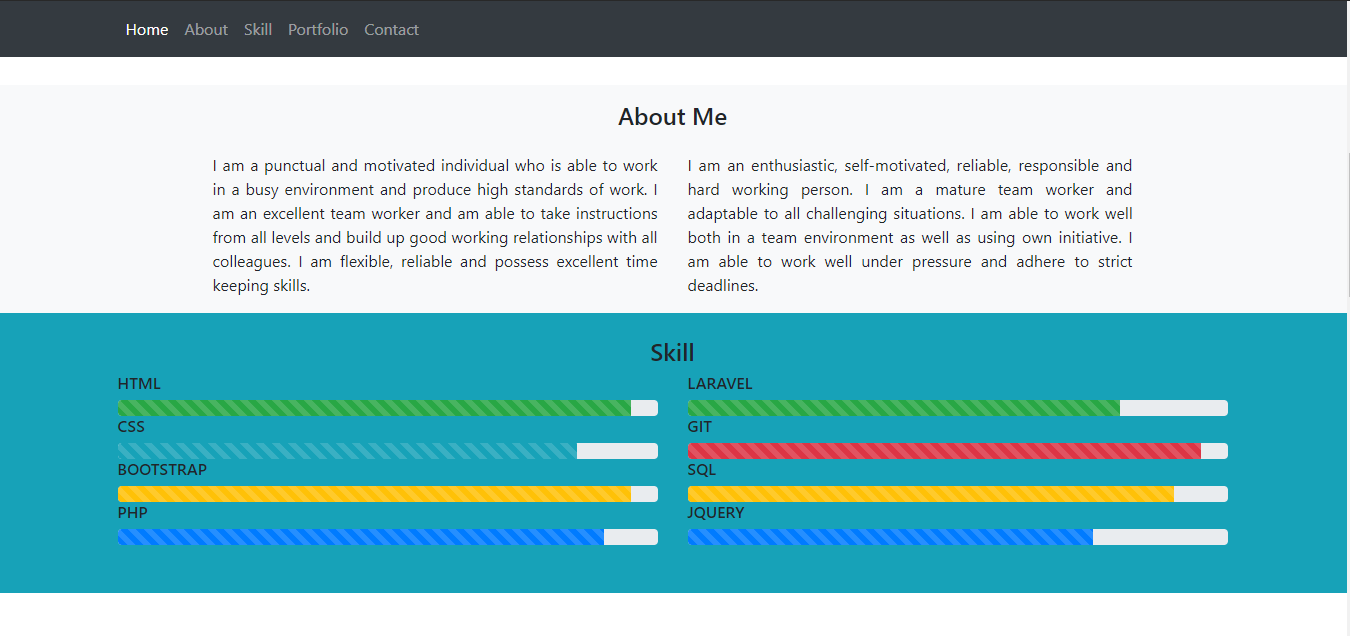 Home About Skill Portfolio Contact
About Me
I am a punctual and motivated individual who is able to work
in a busy environment and produce high standards of work. I
am an excellent team worker and am able to take instructions
from all levels and build up good working relationships with all
colleagues. I am flexible, reliable and possess excellent time
keeping skills.
I am an enthusiastic, self-motivated, reliable, responsible and
hard working person. I am a mature team worker and
adaptable to all challenging situations. I am able to work well
both in a team environment as well as using own initiative. I
am able to work well under pressure and adhere to strict
deadlines.
Skill
HTML
CSS
BOOTSTRAP
PHP
LARAVEL
GIT
SQL
JQUERY